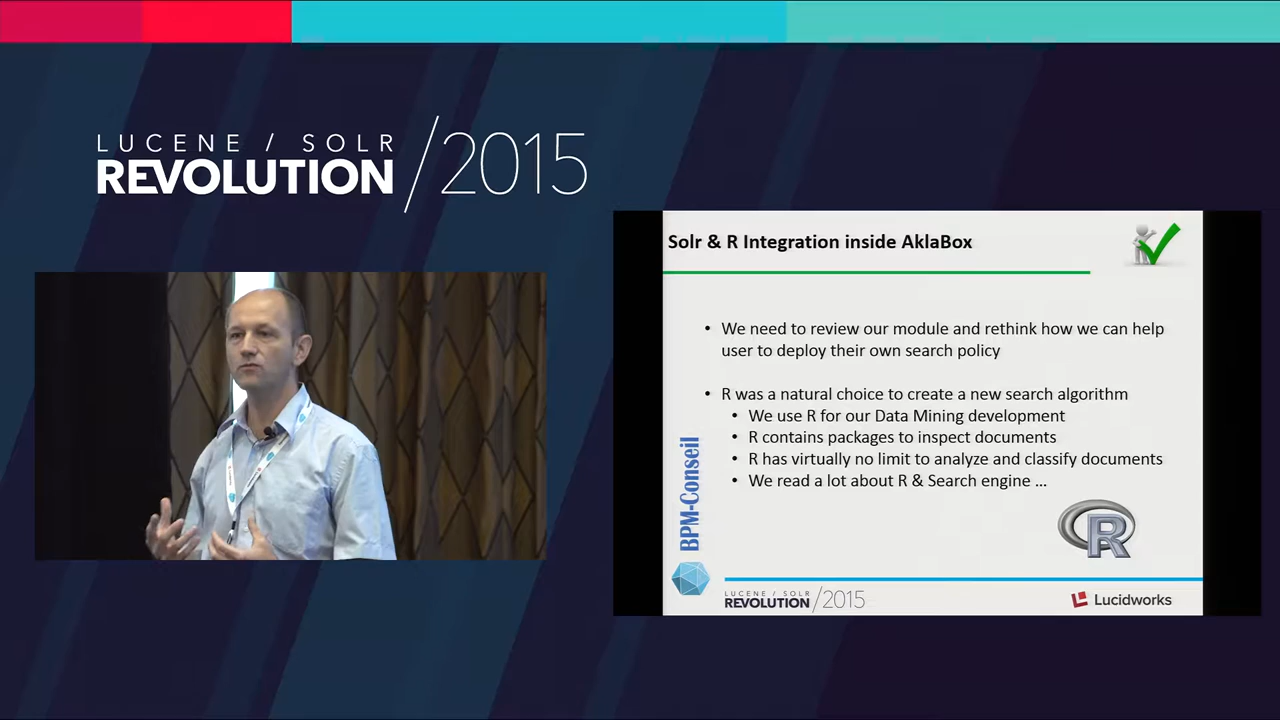 LUCENE / SOLR
REVOLUTION /2015
Solr & R Integration inside AklaBox
• We need to review our module and rethink how we can help
user to deploy their own search policy
• R was a natural choice to create a new search algorithm
• We use R for our Data Mining development
• R contains packages to inspect documents
• R has virtually no limit to analyze and classify documents
• We read a lot about R & Search engine ...
BPM-Conseil
R
LUCENE / SOLR
REVOLUTION /2015
Lucidworks